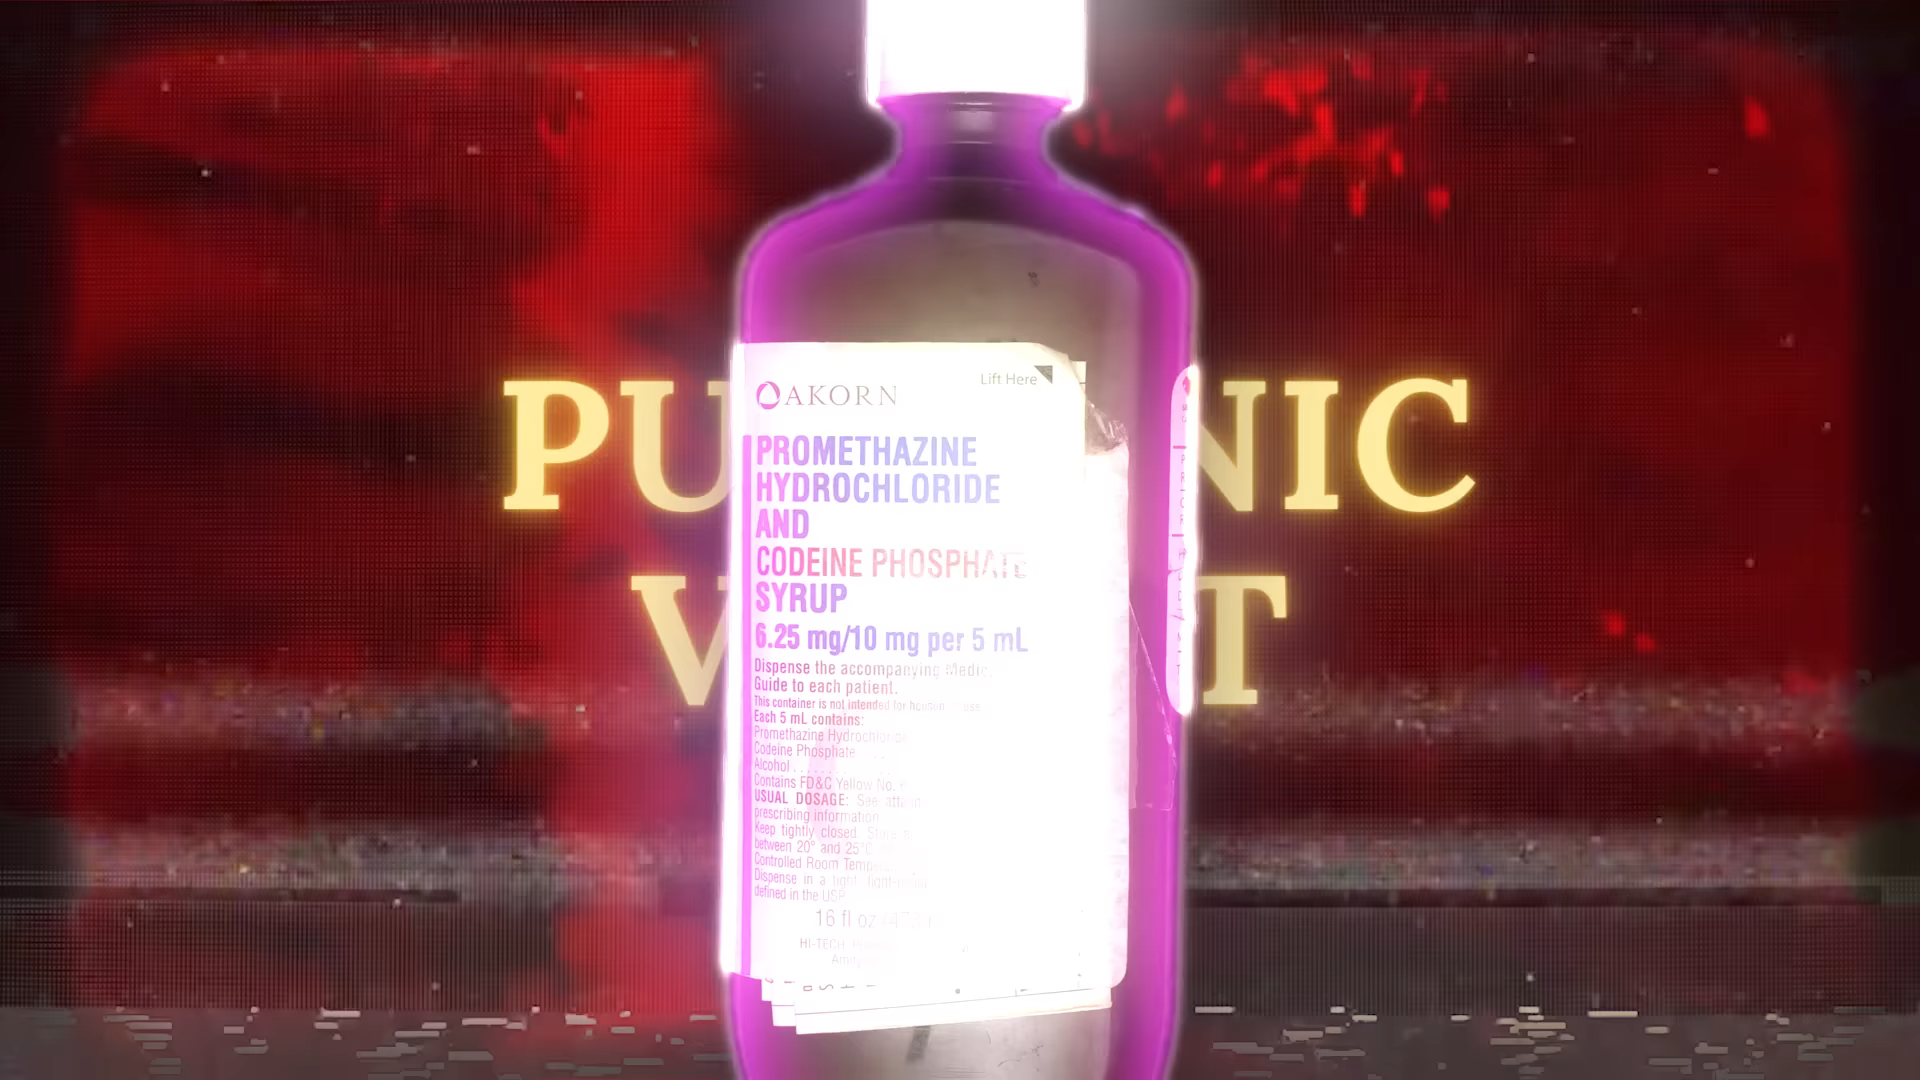 AKORN
Lift Here
PROMETHAZINE
HYDROCHLORIDE
AND
CODEINE PHOSPHATE
SYRUP
6.25 mg/10 mg per 5 mL
Dispense the accompanying
Guide to each patient.
This container is not intended for
Each 5 mL contains:
Promethazine Hydrochloride
Codeine Phosphate
Alcohol
Contains FD&C Yellow No.
USUAL DOSAGE: See
prescribing information
Keep tightly closed.
between 20° and 25°C
Controlled Room
Dispense in a tight,
defined in the USP
16 fl oz
HI-TECH
PU NIC
V T